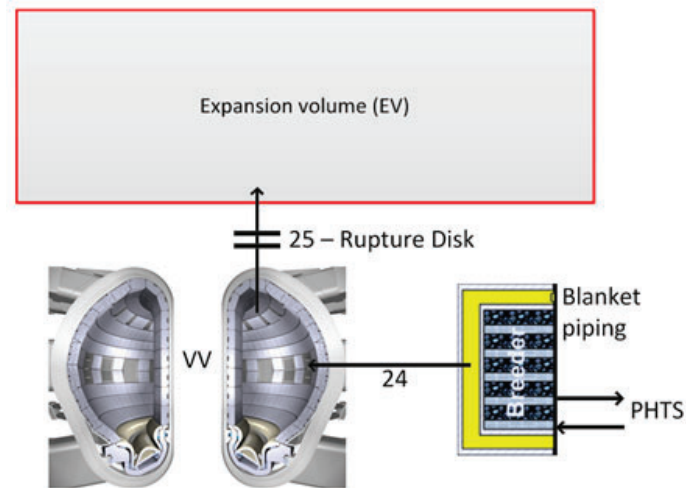 Expansion volume (EV)
25 – Rupture Disk
Blanket
piping
VV
Breeder
24
PHTS